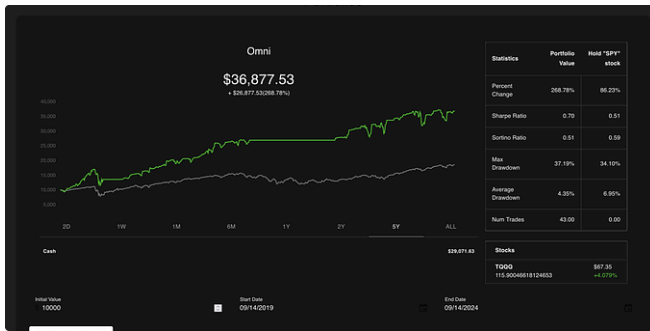 Omni
$36,877.53
+ $26,877.53(268.78%)
40,000
35,000
30,000
25,000
20,000
15,000
10,000
5,000
2D 1W 1M 6M 1Y 2Y 5Y ALL
Cash $29,071.63
Statistics Portfolio Value Hold "SPY" stock
Percent Change 268.78% 86.23%
Sharpe Ratio 0.70 0.51
Sortino Ratio 0.51 0.59
Max Drawdown 37.19% 34.10%
Average Drawdown 4.35% 6.95%
Num Trades 43.00 0.00
Stocks
TQQQ $67.35
115.90046618124653 +4.079%
Initial Value Start Date End Date
10000 09/14/2019 09/14/2024